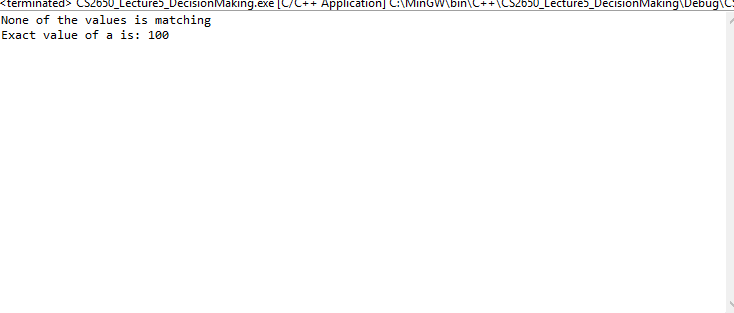 <terminated> CS2650_Lecture5_DecisionMaking.exe [C/C++ Application] C:\MinGW\bin\C++\CS2650_Lecture5_DecisionMaking\Debug\CS
None of the values is matching
Exact value of a is: 100